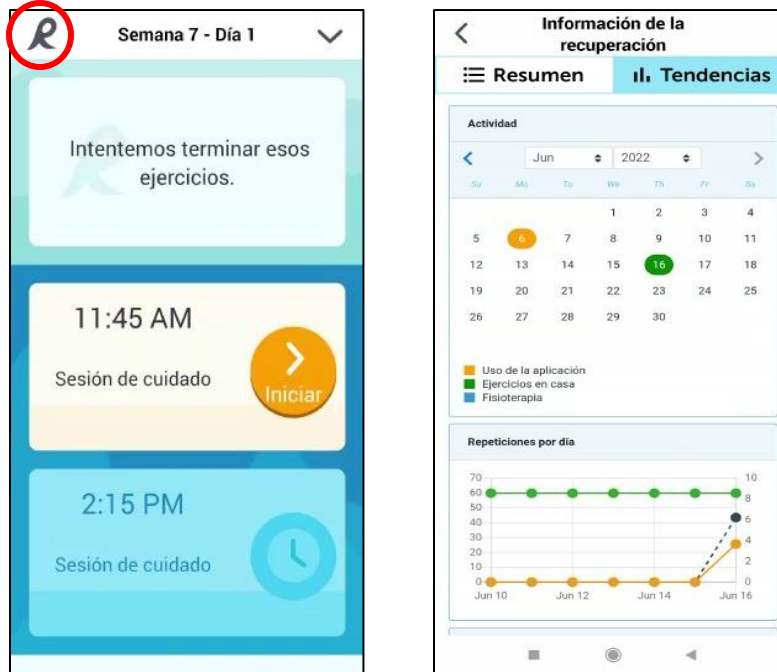 R
Semana 7 - Día 1
Intentemos terminar esos
ejercicios.
11:45 AM
Sesión de cuidado
Iniciar
2:15 PM
Sesión de cuidado
Información de la
recuperación
Resumen
Tendencias
Actividad
Jun 2022
Su Mo Tu We Th Fr Sa
1 2 3 4
5 6 7 8 9 10 11
12 13 14 15 16 17 18
19 20 21 22 23 24 25
26 27 28 29 30
Uso de la aplicación
Ejercicios en casa
Fisioterapia
Repeticiones por día
70 10
60 8
50
40 6
30 4
20
10 2
0 0
Jun 10 Jun 12 Jun 14 Jun 16